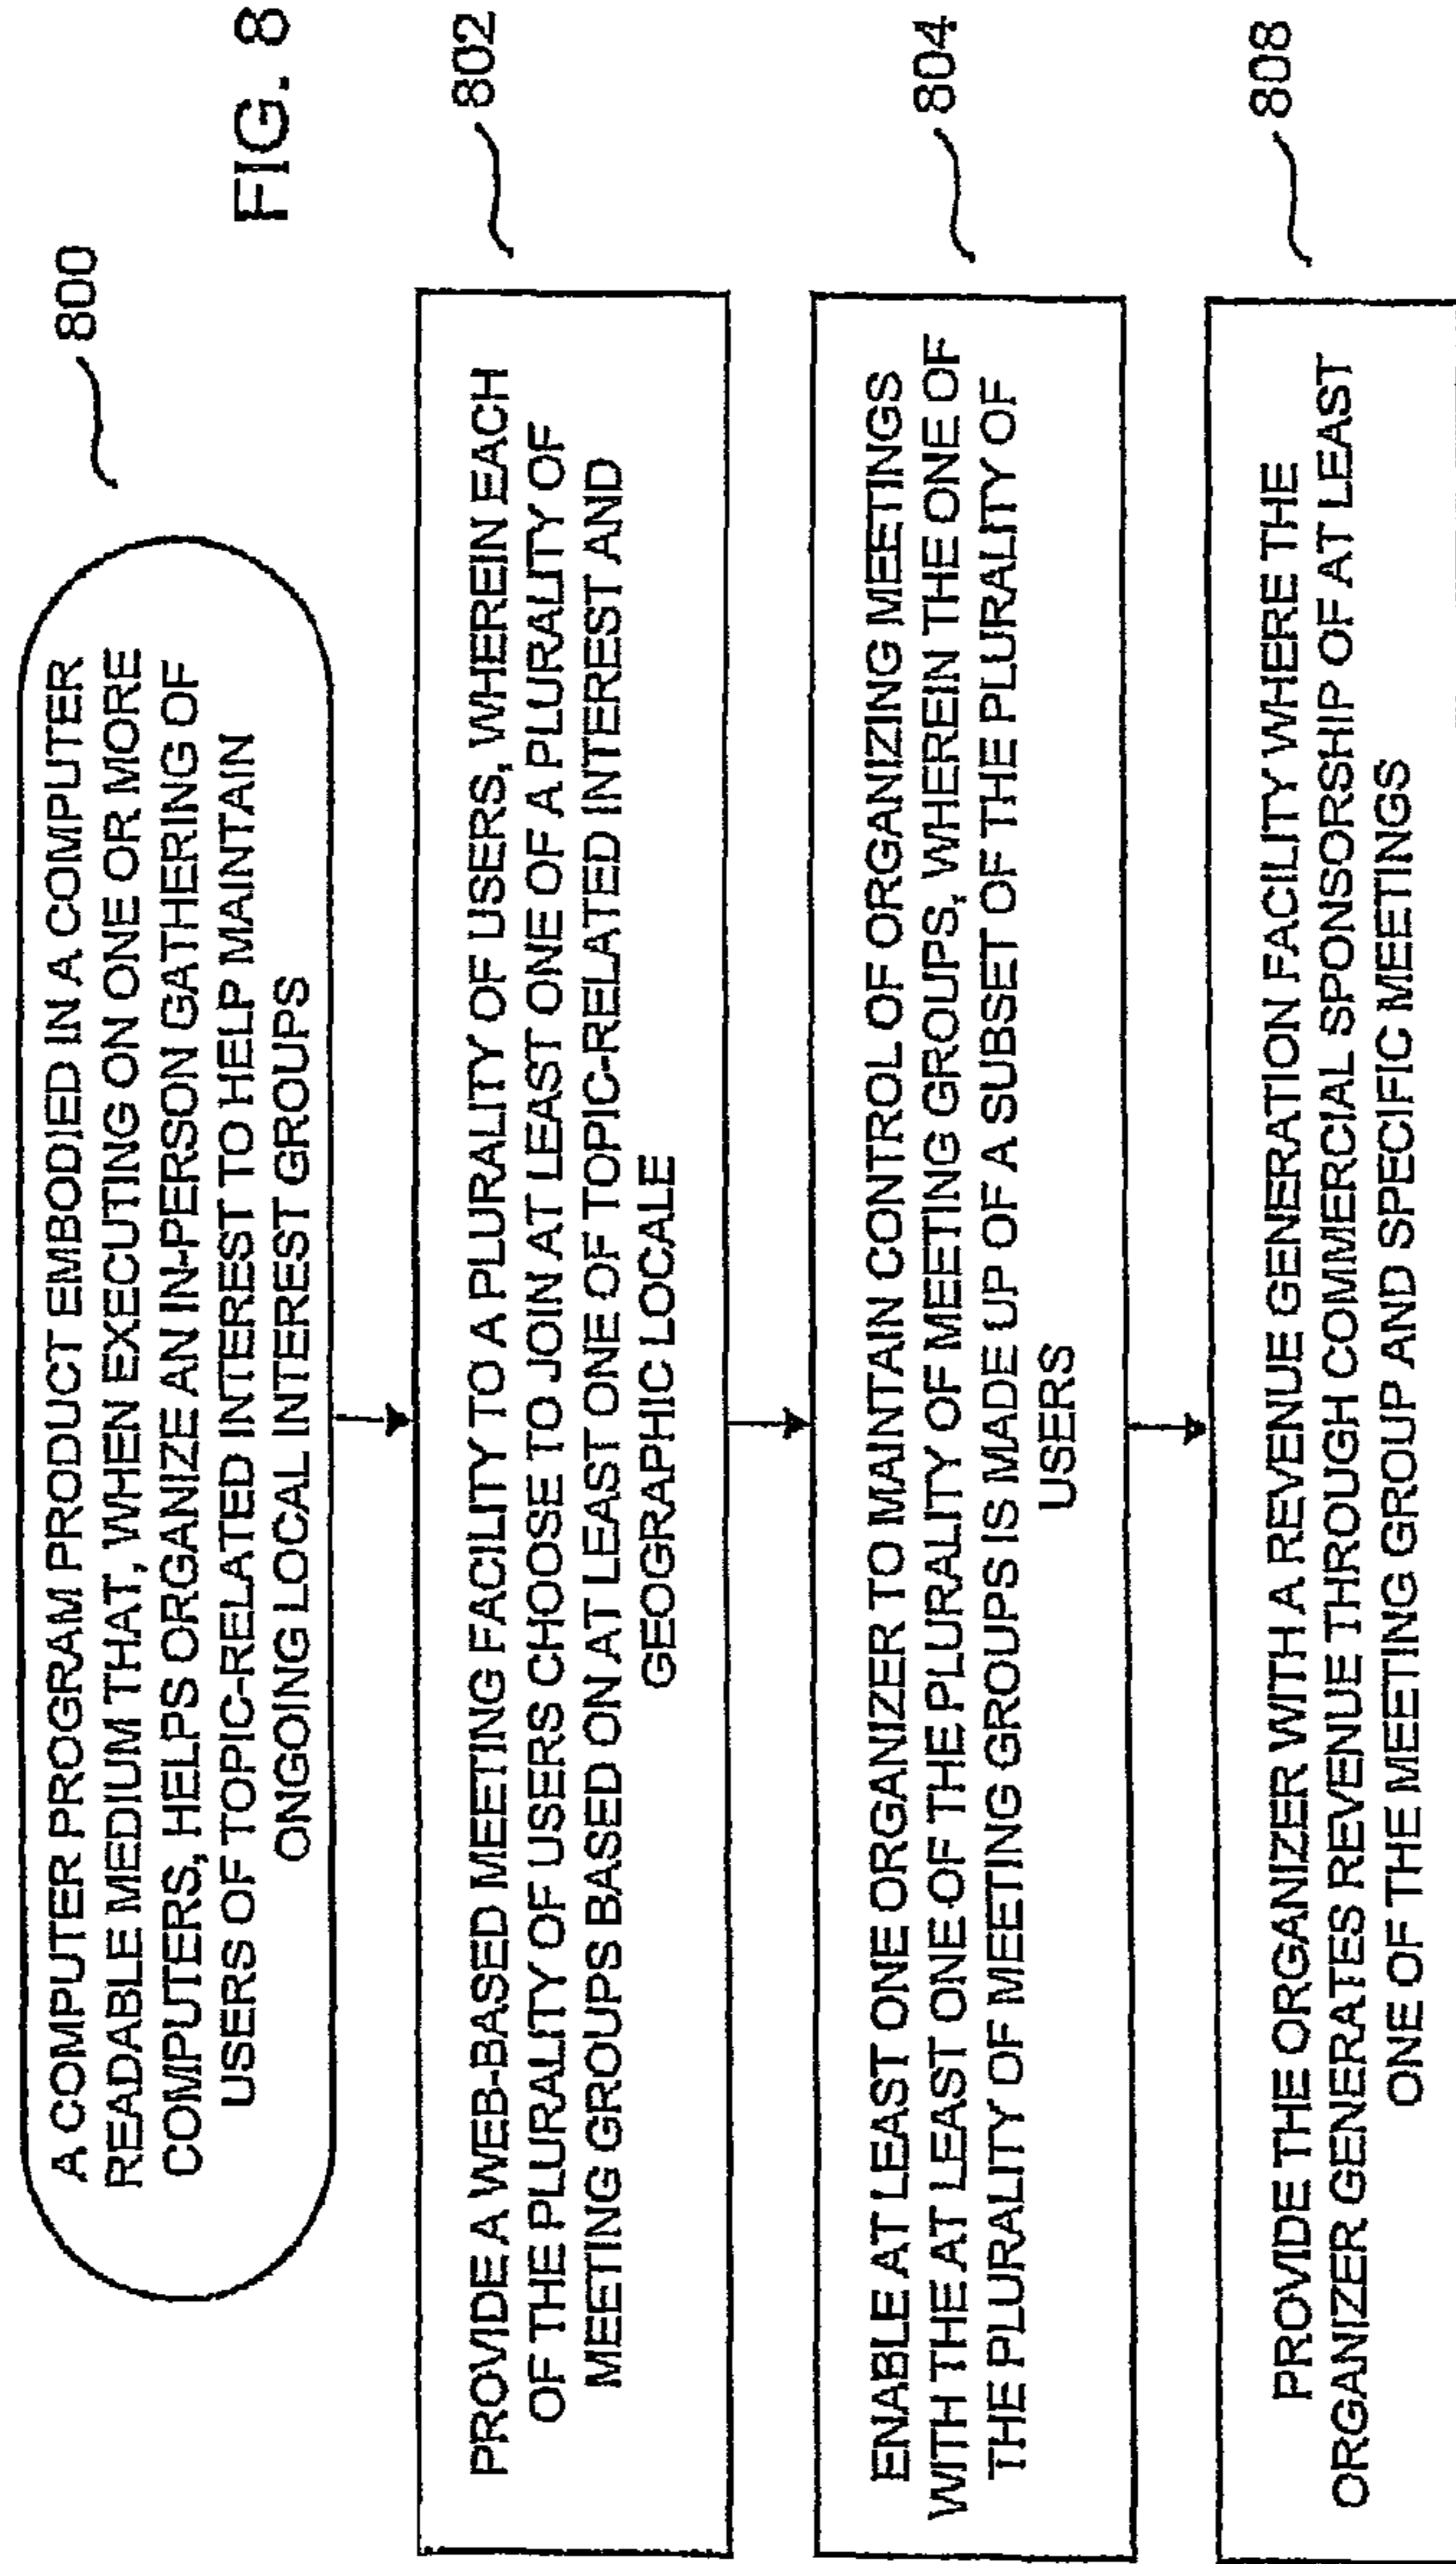 FIG. 8
800
A COMPUTER PROGRAM PRODUCT EMBODIED IN A COMPUTER
READABLE MEDIUM THAT, WHEN EXECUTING ON ONE OR MORE
COMPUTERS, HELPS ORGANIZE AN IN-PERSON GATHERING OF
USERS OF TOPIC-RELATED INTEREST TO HELP MAINTAIN
ONGOING LOCAL INTEREST GROUPS
802
PROVIDE A WEB-BASED MEETING FACILITY TO A PLURALITY OF USERS, WHEREIN EACH
OF THE PLURALITY OF USERS CHOOSE TO JOIN AT LEAST ONE OF A PLURALITY OF
MEETING GROUPS BASED ON AT LEAST ONE OF TOPIC-RELATED INTEREST AND
GEOGRAPHIC LOCALE
804
ENABLE AT LEAST ONE ORGANIZER TO MAINTAIN CONTROL OF ORGANIZING MEETINGS
WITH THE AT LEAST ONE OF THE PLURALITY OF MEETING GROUPS, WHEREIN THE ONE OF
THE PLURALITY OF MEETING GROUPS IS MADE UP OF A SUBSET OF THE PLURALITY OF
USERS
808
PROVIDE THE ORGANIZER WITH A REVENUE GENERATION FACILITY WHERE THE
ORGANIZER GENERATES REVENUE THROUGH COMMERCIAL SPONSORSHIP OF AT LEAST
ONE OF THE MEETING GROUP AND SPECIFIC MEETINGS